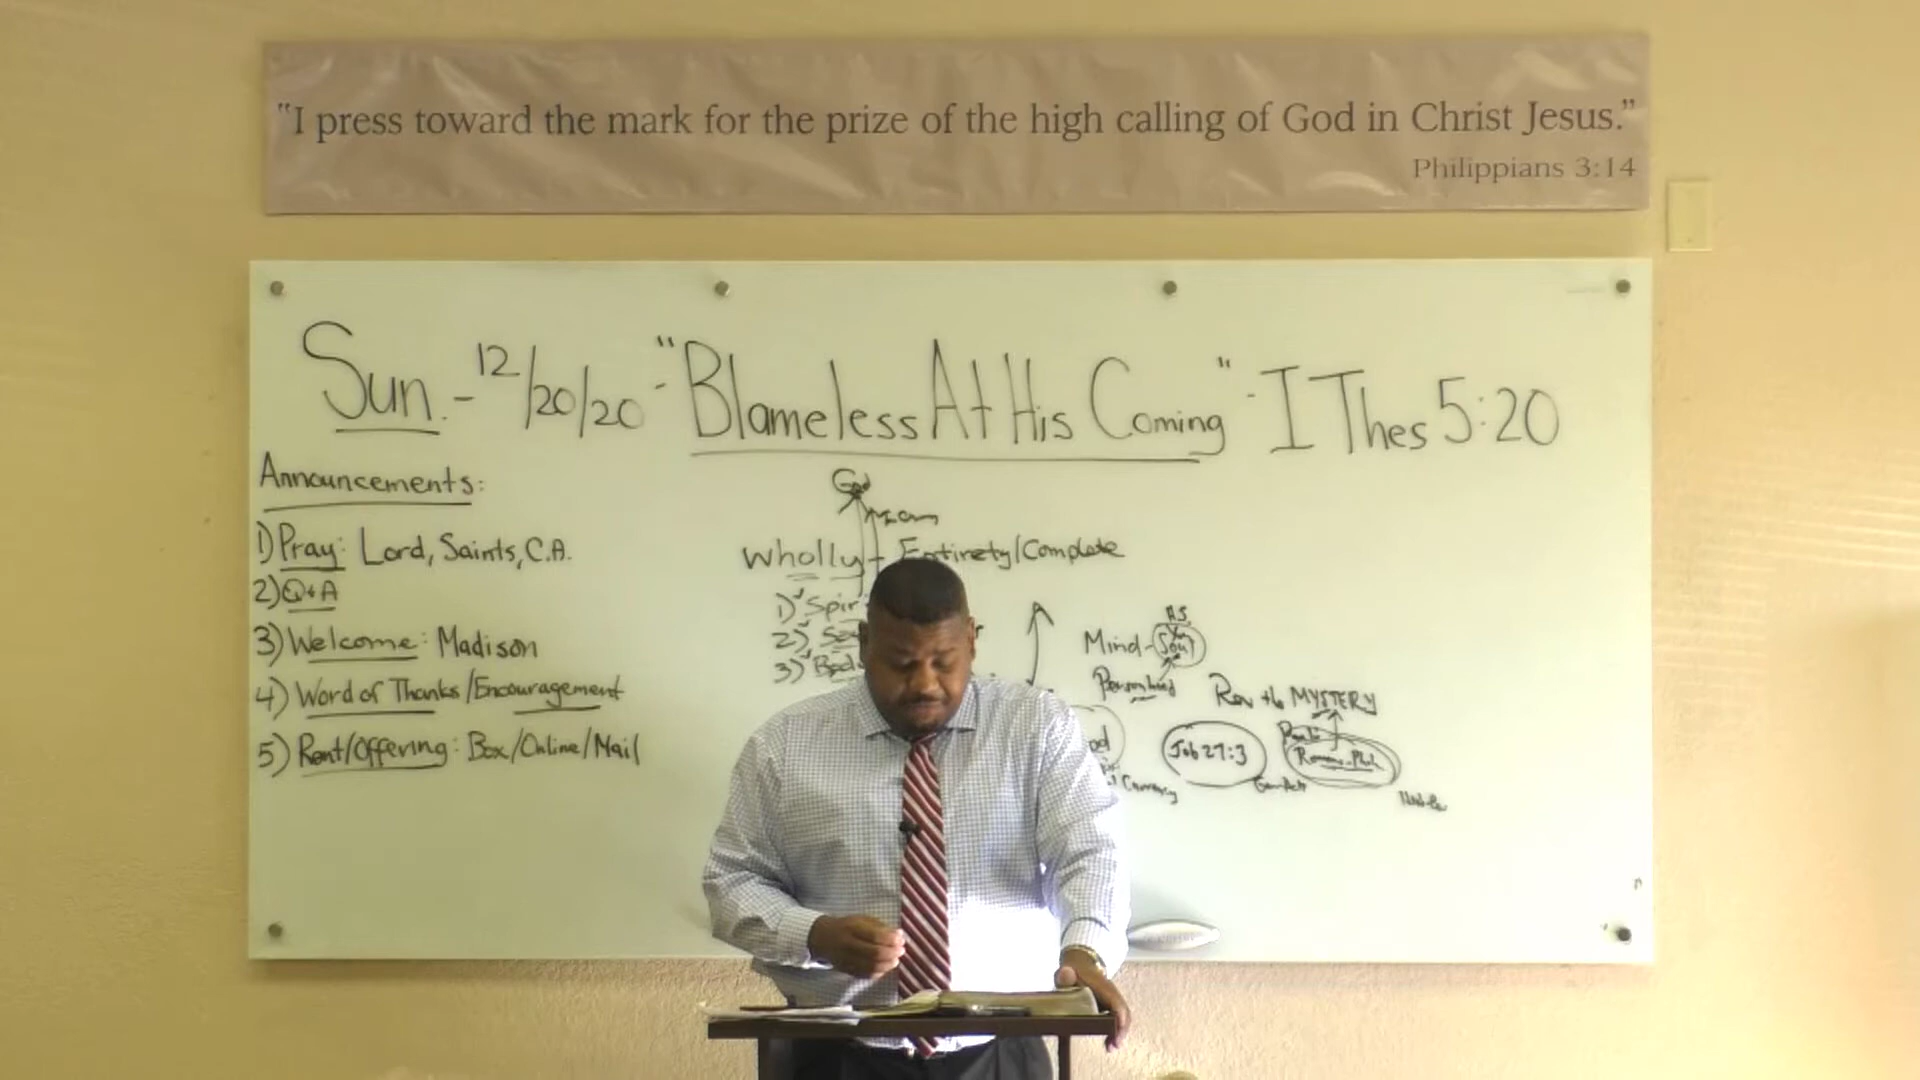 “I press toward the mark for the prize of the high calling of God in Christ Jesus.”
Philippians 3:14
Sun. - 12/20/20 - "Blameless At His Coming" - I Thes 5:20
Announcements:
1) Pray: Lord, Saints, C.A.
2) Q+A
3) Welcome: Madison
4) Word of Thanks/Encouragement
5) Rent/Offering: Box/Online/Mail
God
Wholly - Entirety/Complete
1) Spir
2) So
3) Bod
Mind - Soul
Personhood
Rev the MYSTERY
Job 27:3